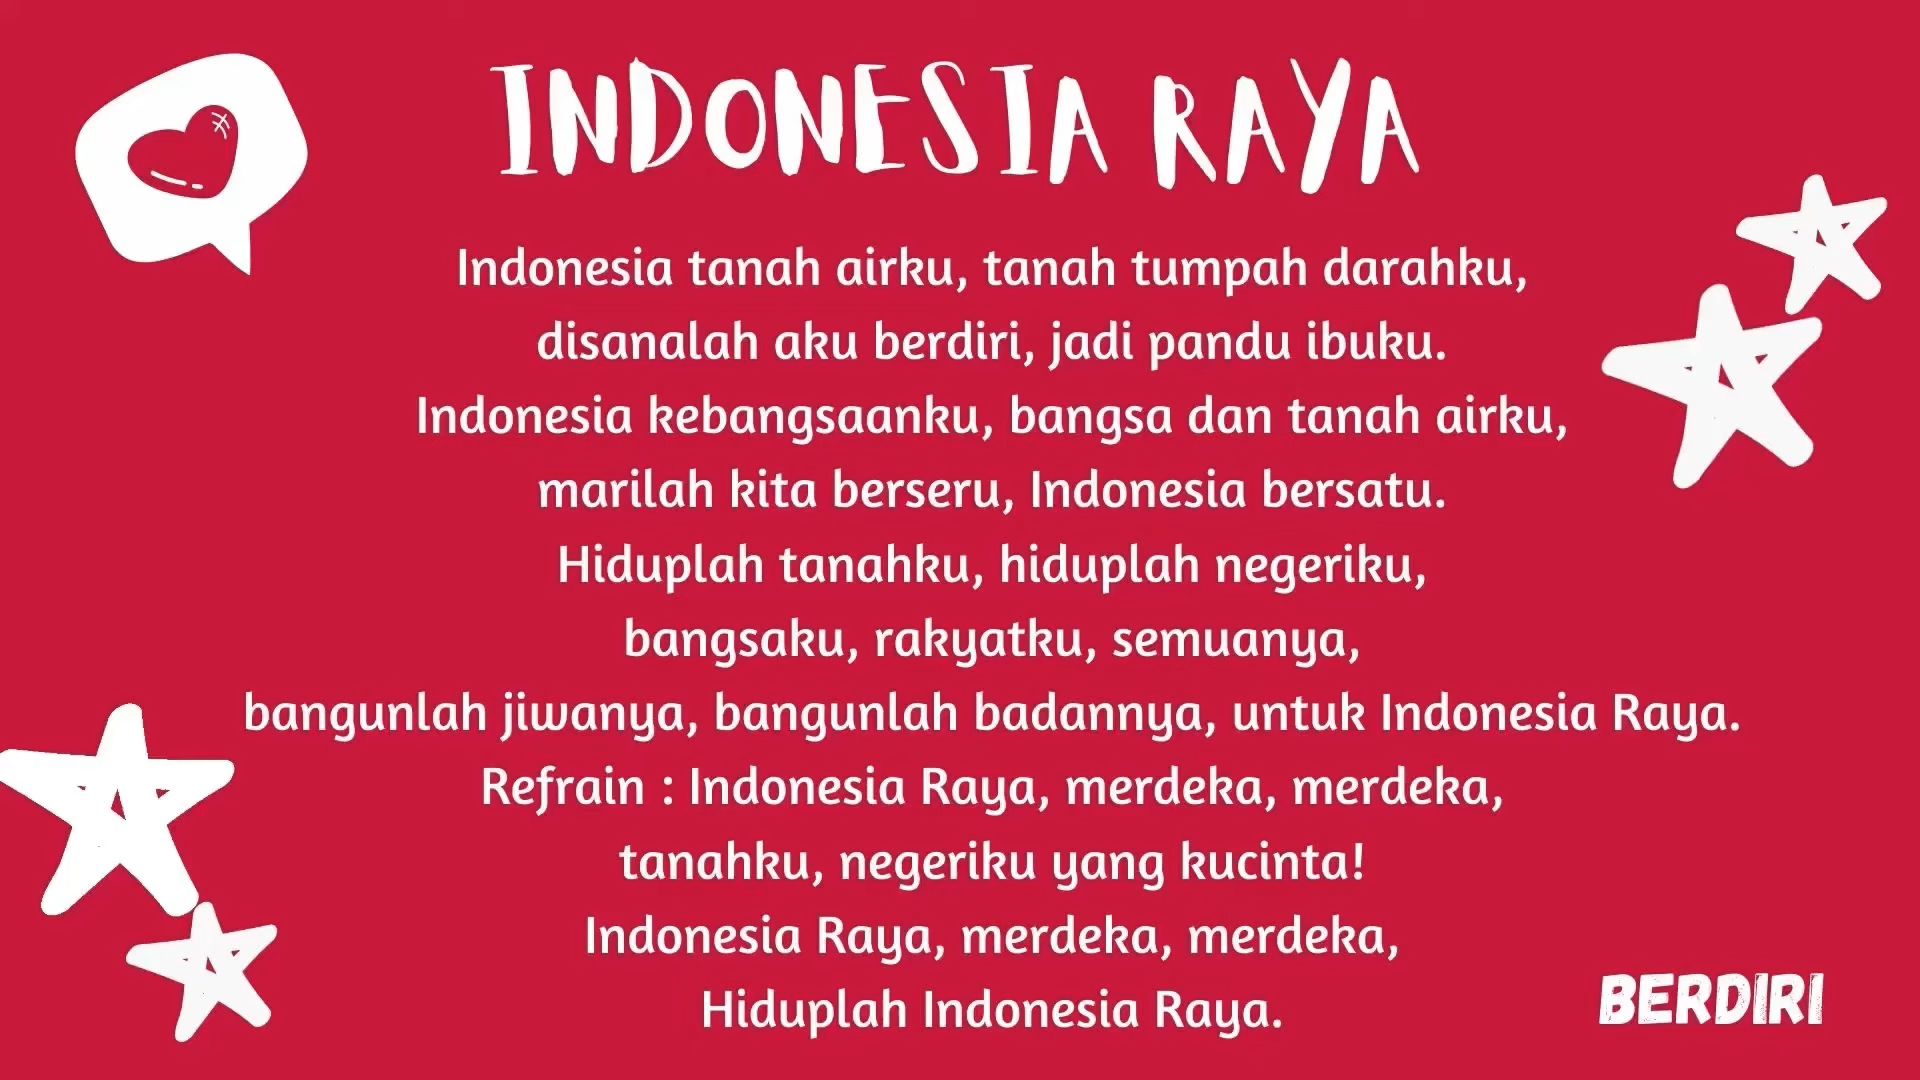 INDONESIA RAYA
Indonesia tanah airku, tanah tumpah darahku,
disanalah aku berdiri, jadi pandu ibuku.
Indonesia kebangsaanku, bangsa dan tanah airku,
marilah kita berseru, Indonesia bersatu.
Hiduplah tanahku, hiduplah negeriku,
bangsaku, rakyatku, semuanya,
bangunlah jiwanya, bangunlah badannya, untuk Indonesia Raya.
Refrain : Indonesia Raya, merdeka, merdeka,
tanahku, negeriku yang kucinta!
Indonesia Raya, merdeka, merdeka,
Hiduplah Indonesia Raya.
BERDIRI